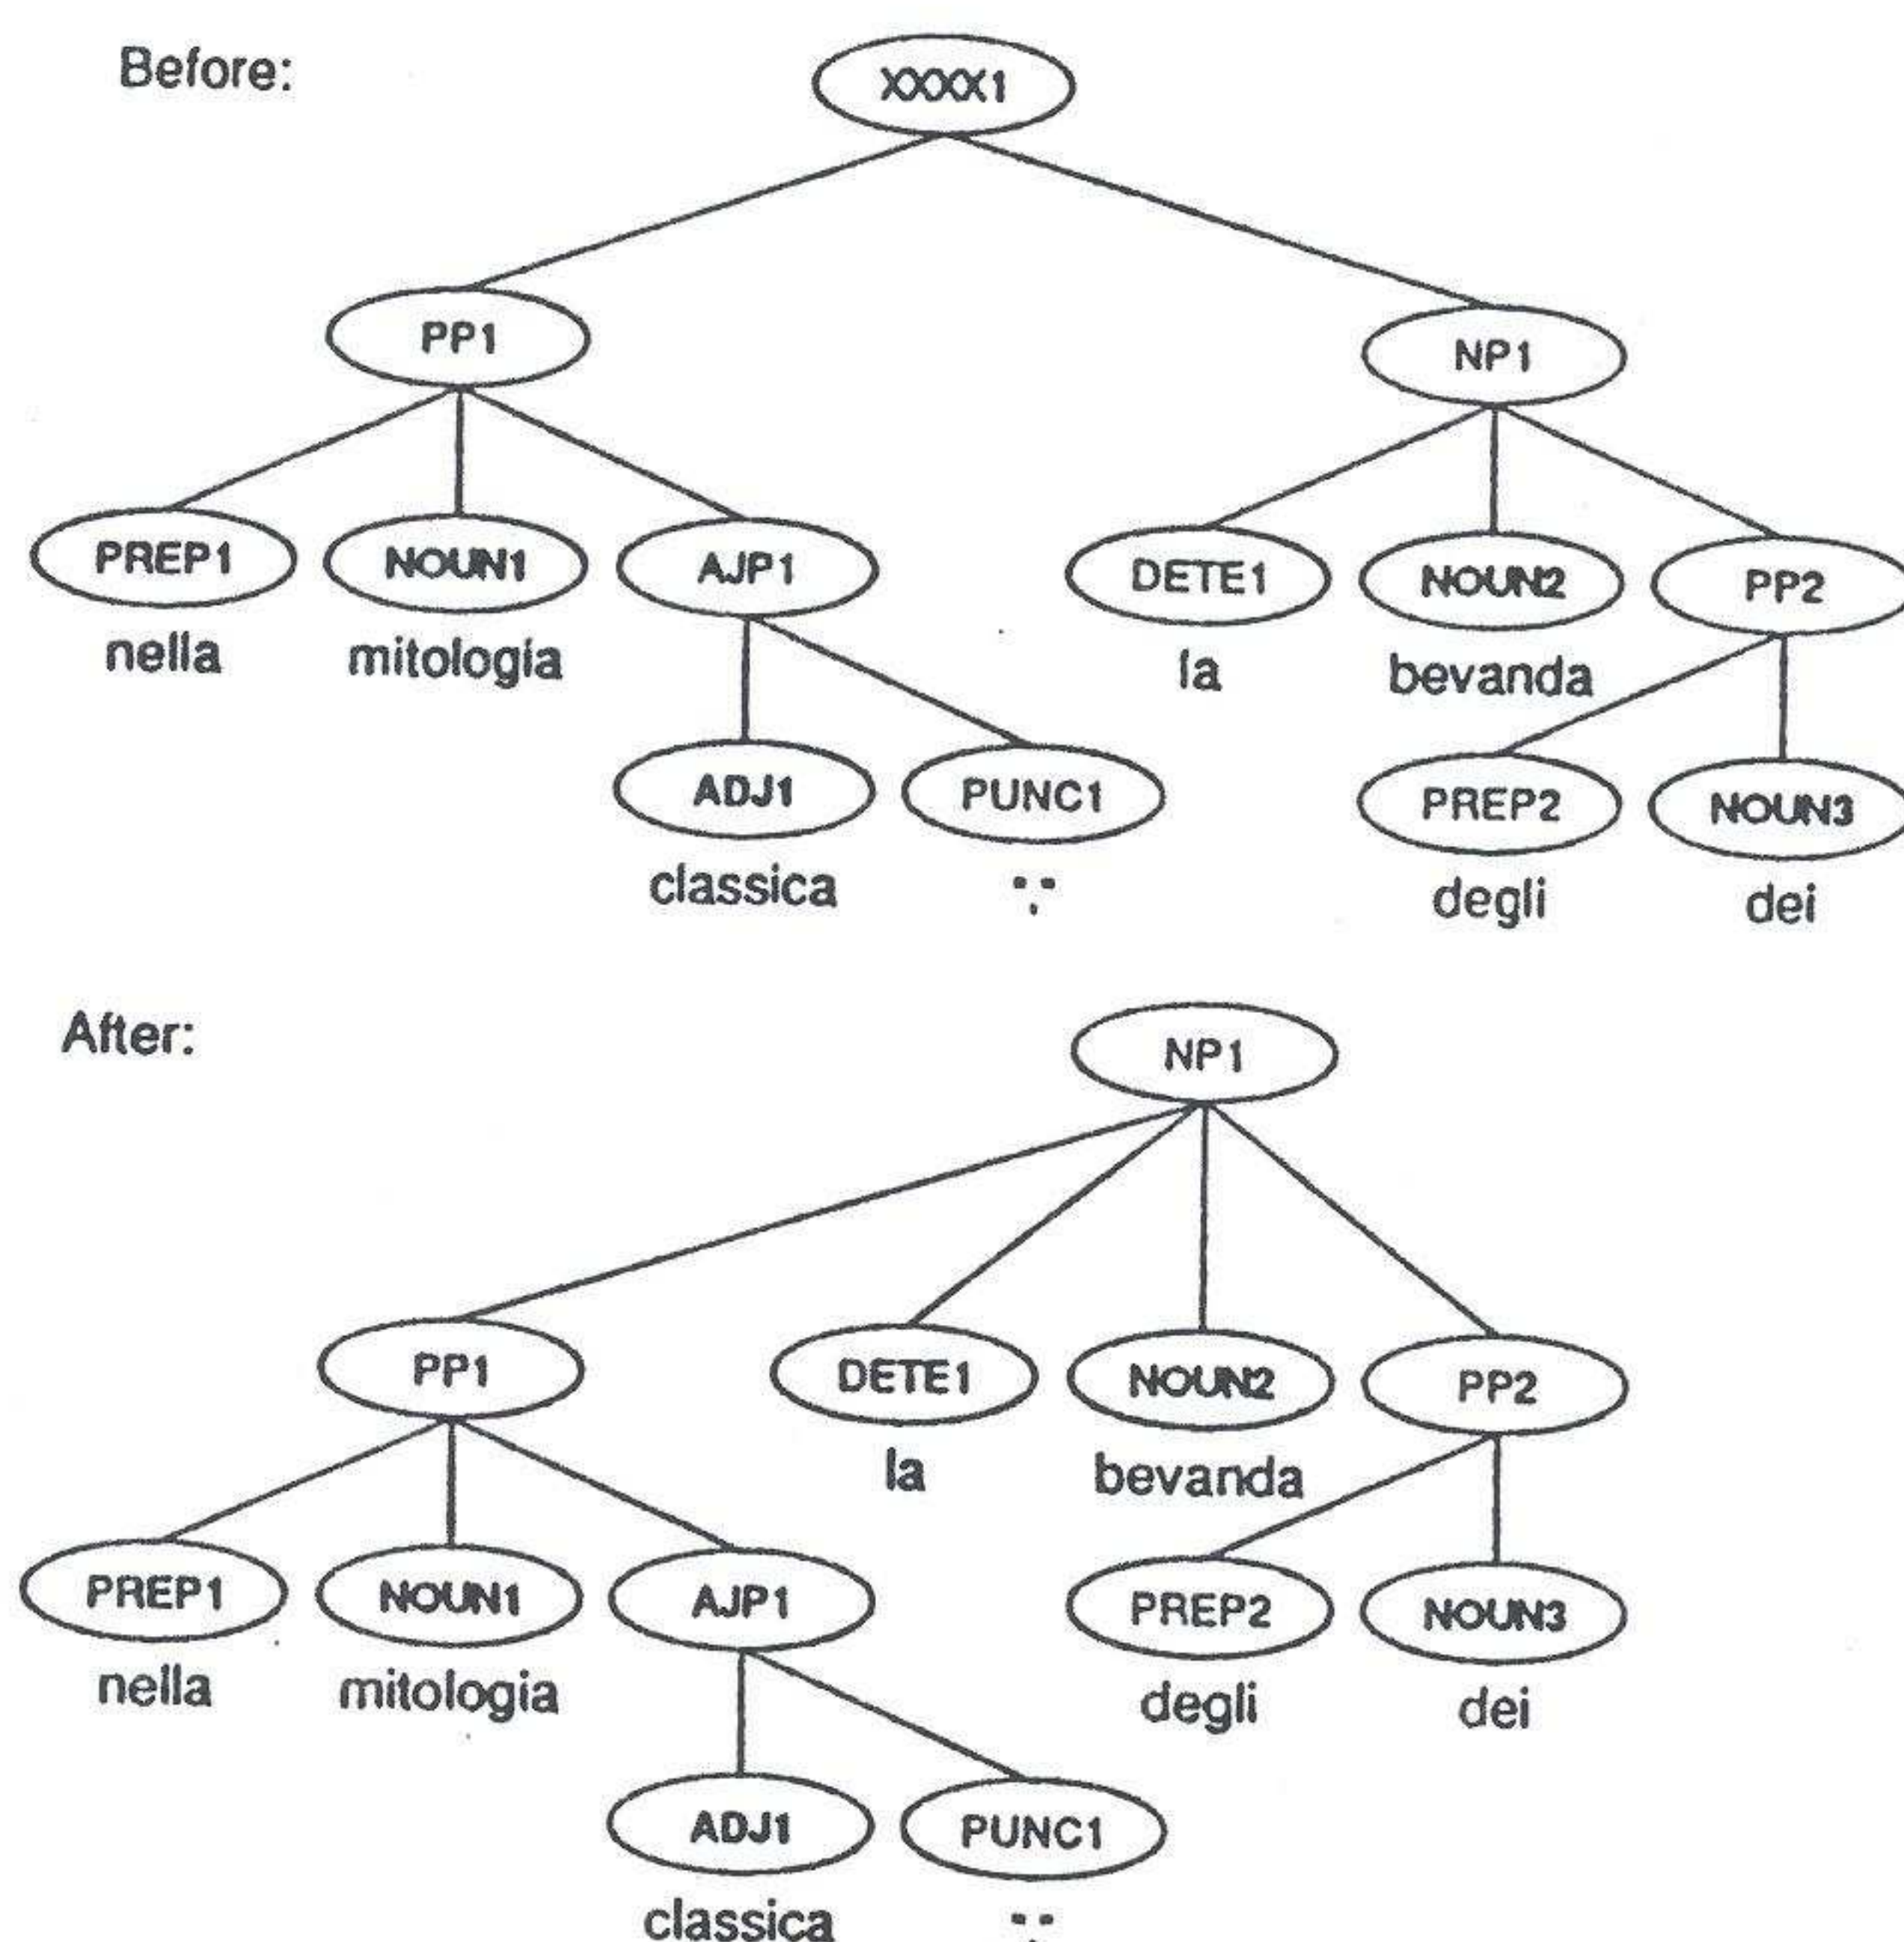 Before:
XXXX1
PP1 NP1
PREP1 NOUN1 AJP1 DETE1 NOUN2 PP2
nella mitologia la bevanda
ADJ1 PUNC1 PREP2 NOUN3
classica "," degli dei
After:
NP1
PP1 DETE1 NOUN2 PP2
la bevanda
PREP1 NOUN1 AJP1 PREP2 NOUN3
nella mitologia degli dei
ADJ1 PUNC1
classica ","